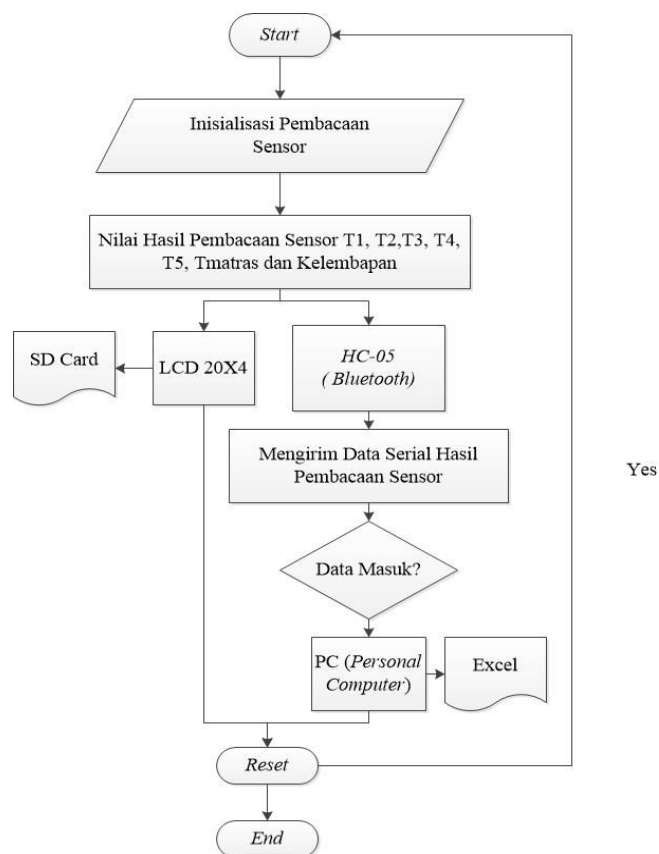 Start
Inisialisasi Pembacaan
Sensor
Nilai Hasil Pembacaan Sensor T1, T2,T3, T4,
T5, Tmatras dan Kelembapan
SD Card
LCD 20X4
HC-05
( Bluetooth)
Mengirim Data Serial Hasil
Pembacaan Sensor
Yes
Data Masuk?
PC (Personal
Computer)
Excel
Reset
End